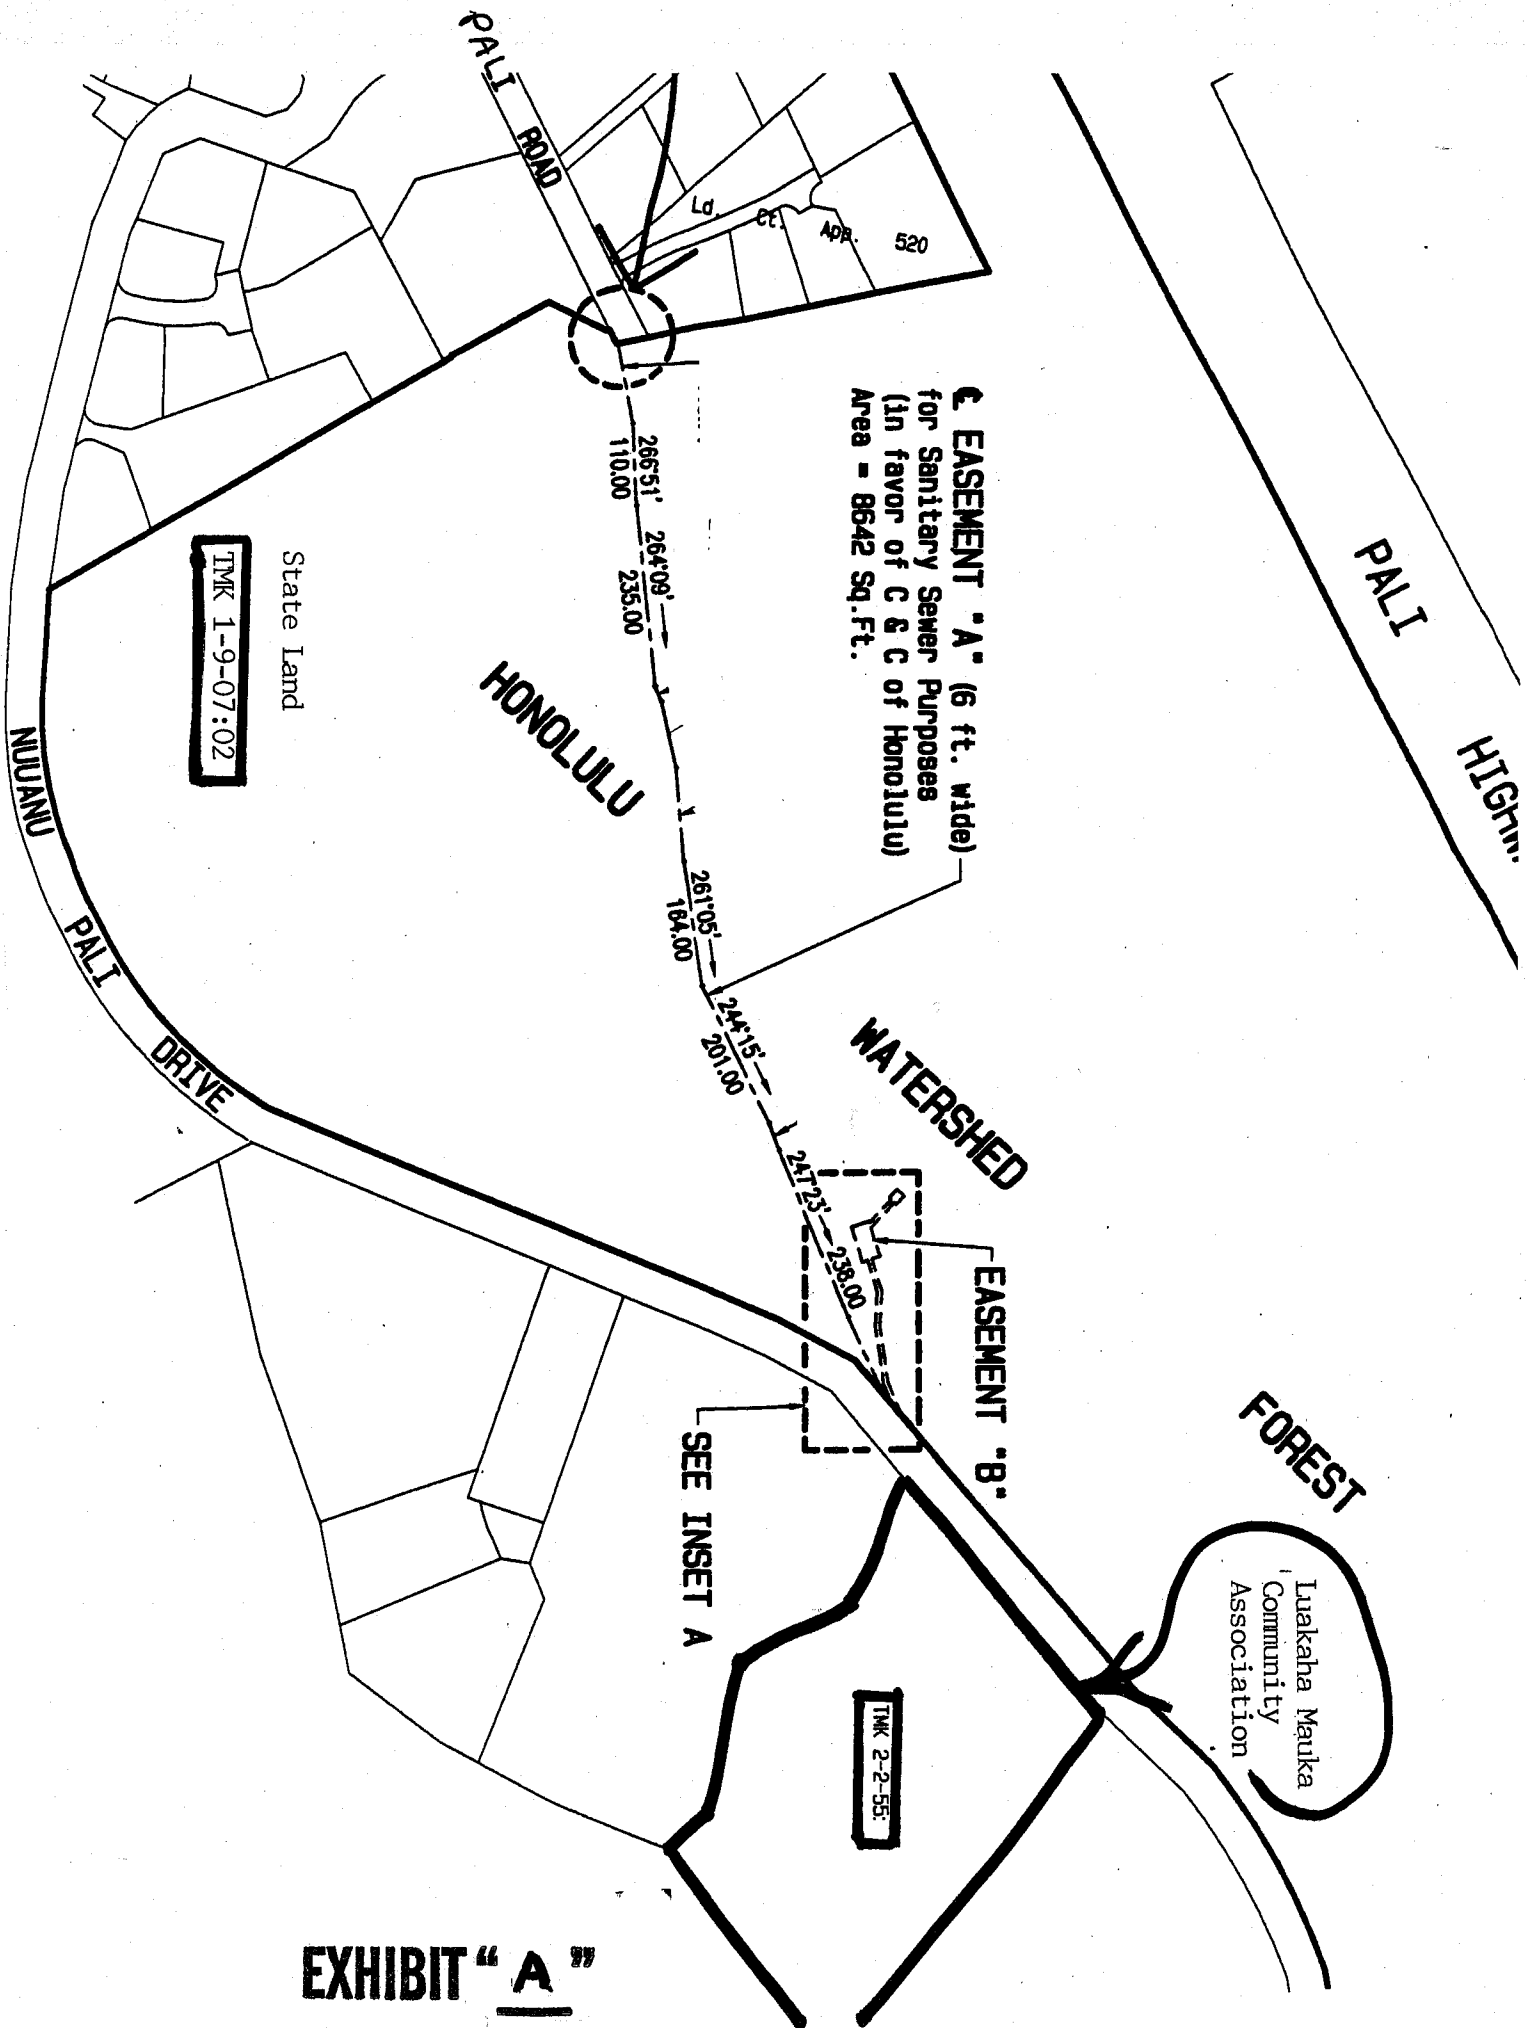 PALI ROAD
Ld. Ct. App. 520
PALI
℄ EASEMENT "A" (6 ft. wide)
for Sanitary Sewer Purposes
(in favor of C & C of Honolulu)
Area = 8642 Sq.Ft.
266°51'
110.00
264°09'
235.00
261°05'
164.00
244°15'
201.00
247°23'
238.00
HONOLULU
WATERSHED
FOREST
State Land
TMK 1-9-07:02
NUUANU PALI DRIVE
EASEMENT "B"
SEE INSET A
Luakaha Mauka
Community
Association
TMK 2-2-55:
EXHIBIT "A"